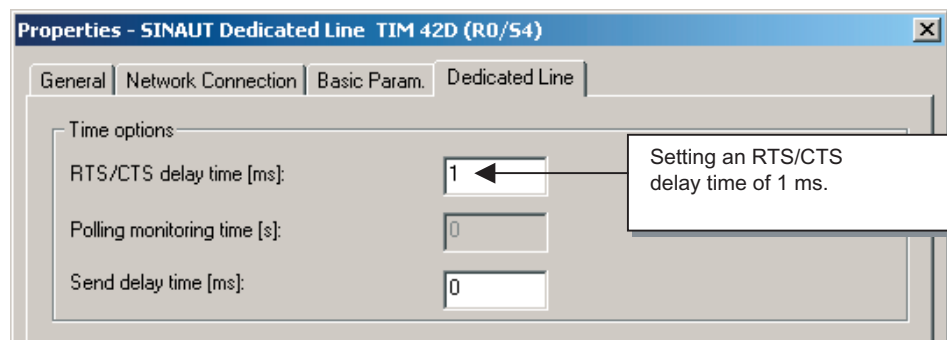 Properties - SINAUT Dedicated Line TIM 42D (R0/S4)
General Network Connection Basic Param. Dedicated Line
Time options
RTS/CTS delay time [ms]: 1
Setting an RTS/CTS
delay time of 1 ms.
Polling monitoring time [s]: 0
Send delay time [ms]: 0